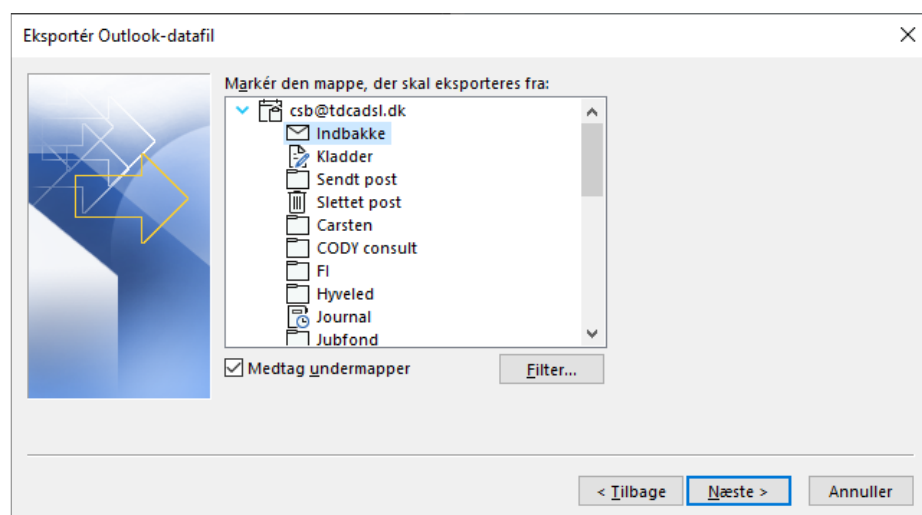 Eksportér Outlook-datafil
Markér den mappe, der skal eksporteres fra:
csb@tdcadsl.dk
Indbakke
Kladder
Sendt post
Slettet post
Carsten
CODY consult
FI
Hyveled
Journal
Jubfond
Medtag undermapper
Filter...
< Tilbage
Næste >
Annuller